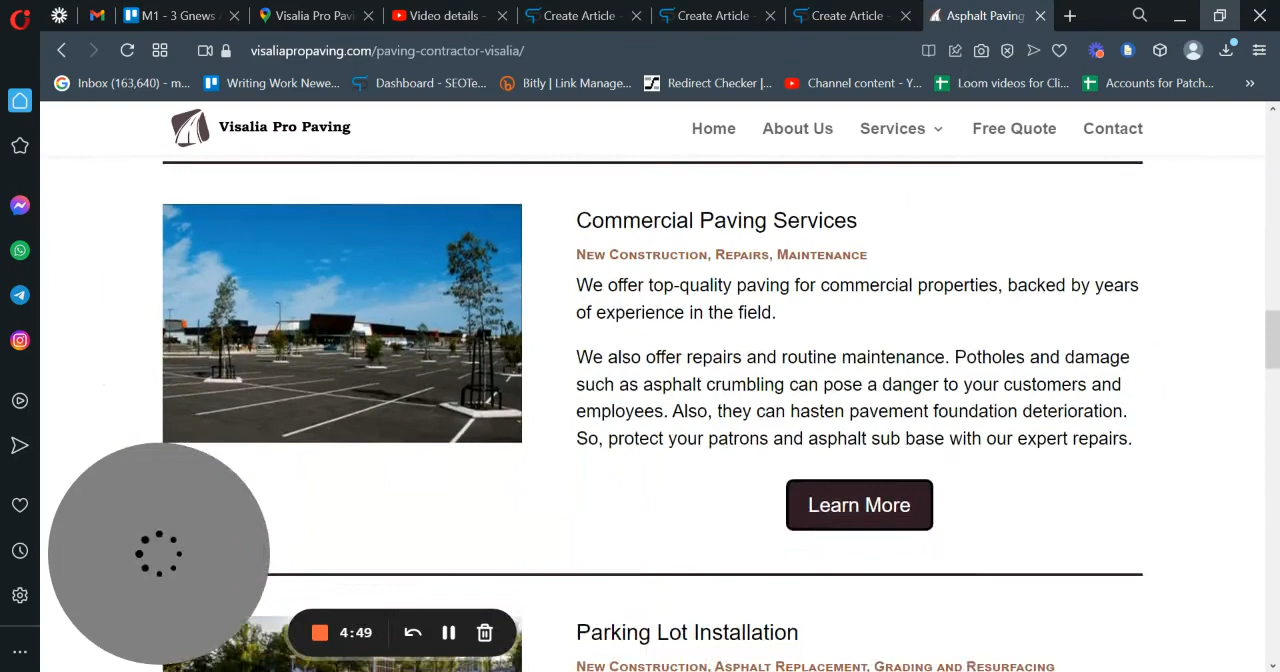 M1 - 3 Gnews
Visalia Pro Pavi
Video details -
Create Article -
Create Article -
Create Article -
Asphalt Paving
visaliapropaving.com/paving-contractor-visalia/
Inbox (163,640) - m...
Writing Work Newe...
Dashboard - SEOTe...
Bitly | Link Manage...
Redirect Checker |...
Channel content - Y...
Loom videos for Cli...
Accounts for Patch...
Visalia Pro Paving
Home
About Us
Services
Free Quote
Contact
Commercial Paving Services
New Construction, Repairs, Maintenance
We offer top-quality paving for commercial properties, backed by years
of experience in the field.
We also offer repairs and routine maintenance. Potholes and damage
such as asphalt crumbling can pose a danger to your customers and
employees. Also, they can hasten pavement foundation deterioration.
So, protect your patrons and asphalt sub base with our expert repairs.
Learn More
4:49
Parking Lot Installation
New Construction, Asphalt Replacement, Grading and Resurfacing